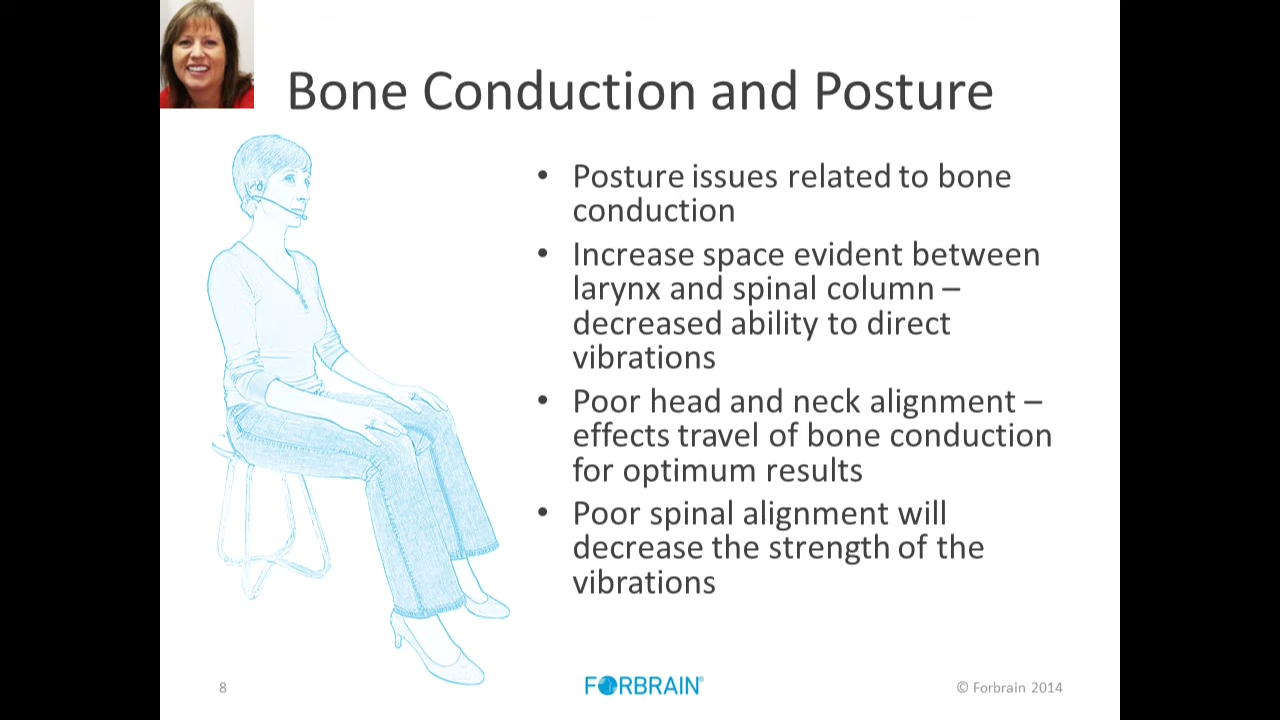 Bone Conduction and Posture
• Posture issues related to bone
conduction
• Increase space evident between
larynx and spinal column –
decreased ability to direct
vibrations
• Poor head and neck alignment –
effects travel of bone conduction
for optimum results
• Poor spinal alignment will
decrease the strength of the
vibrations
8
FORBRAIN®
© Forbrain 2014